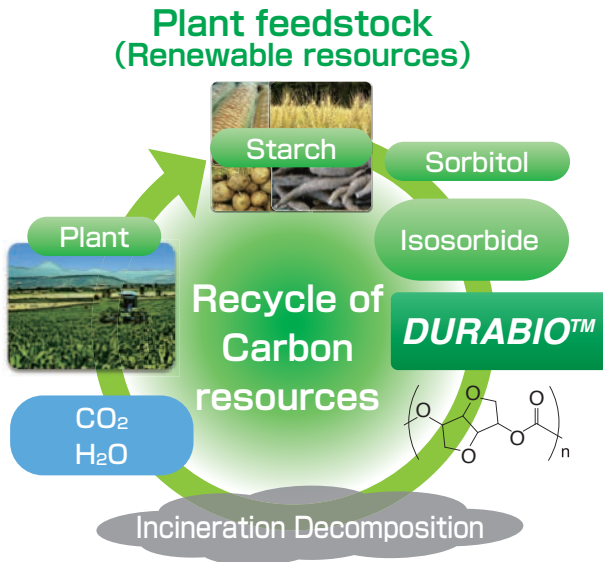 Plant feedstock
(Renewable resources)
Starch
Sorbitol
Isosorbide
DURABIO™
O
O
O
O
O
n
Incineration Decomposition
CO₂
H₂O
Plant
Recycle of
Carbon
resources